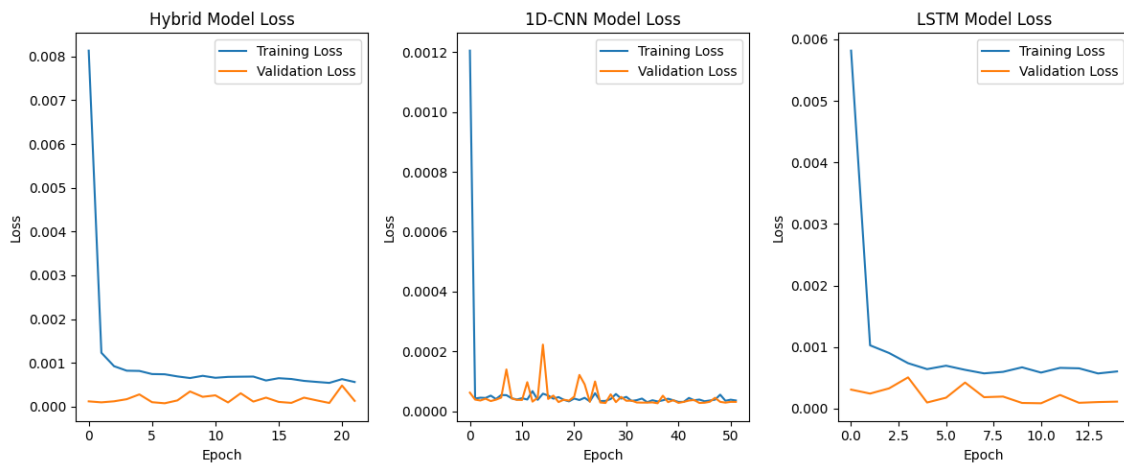 Hybrid Model Loss
Training Loss
Validation Loss
0.008
0.007
0.006
0.005
0.004
0.003
0.002
0.001
0.000
Loss
0
5
10
15
20
Epoch
1D-CNN Model Loss
Training Loss
Validation Loss
0.0012
0.0010
0.0008
0.0006
0.0004
0.0002
0.0000
Loss
0
10
20
30
40
50
Epoch
LSTM Model Loss
Training Loss
Validation Loss
0.006
0.005
0.004
0.003
0.002
0.001
0.000
Loss
0.0
2.5
5.0
7.5
10.0
12.5
Epoch